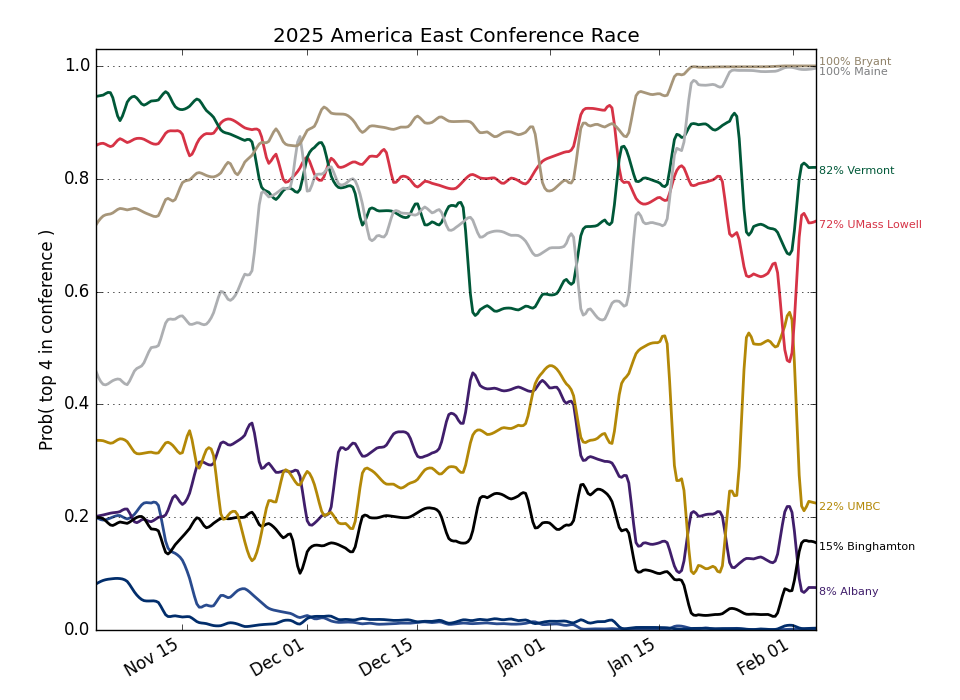 2025 America East Conference Race
Prob( top 4 in conference )
1.0
0.8
0.6
0.4
0.2
0.0
Nov 15
Dec 01
Dec 15
Jan 01
Jan 15
Feb 01
100% Bryant
100% Maine
82% Vermont
72% UMass Lowell
22% UMBC
15% Binghamton
8% Albany